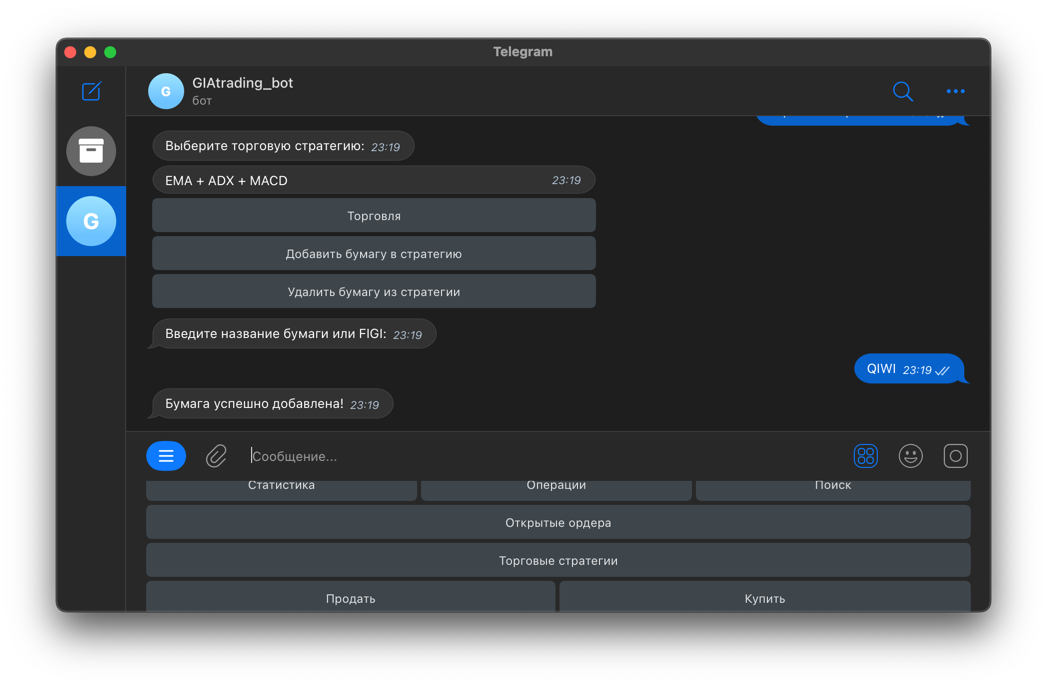 Telegram
G
GIAtrading_bot
бот
Выберите торговую стратегию: 23:19
EMA + ADX + MACD 23:19
Торговля
Добавить бумагу в стратегию
Удалить бумагу из стратегии
G
Введите название бумаги или FIGI: 23:19
QIWI 23:19
Бумага успешно добавлена! 23:19
Сообщение...
Статистика
Операции
Поиск
Открытые ордера
Торговые стратегии
Продать
Купить